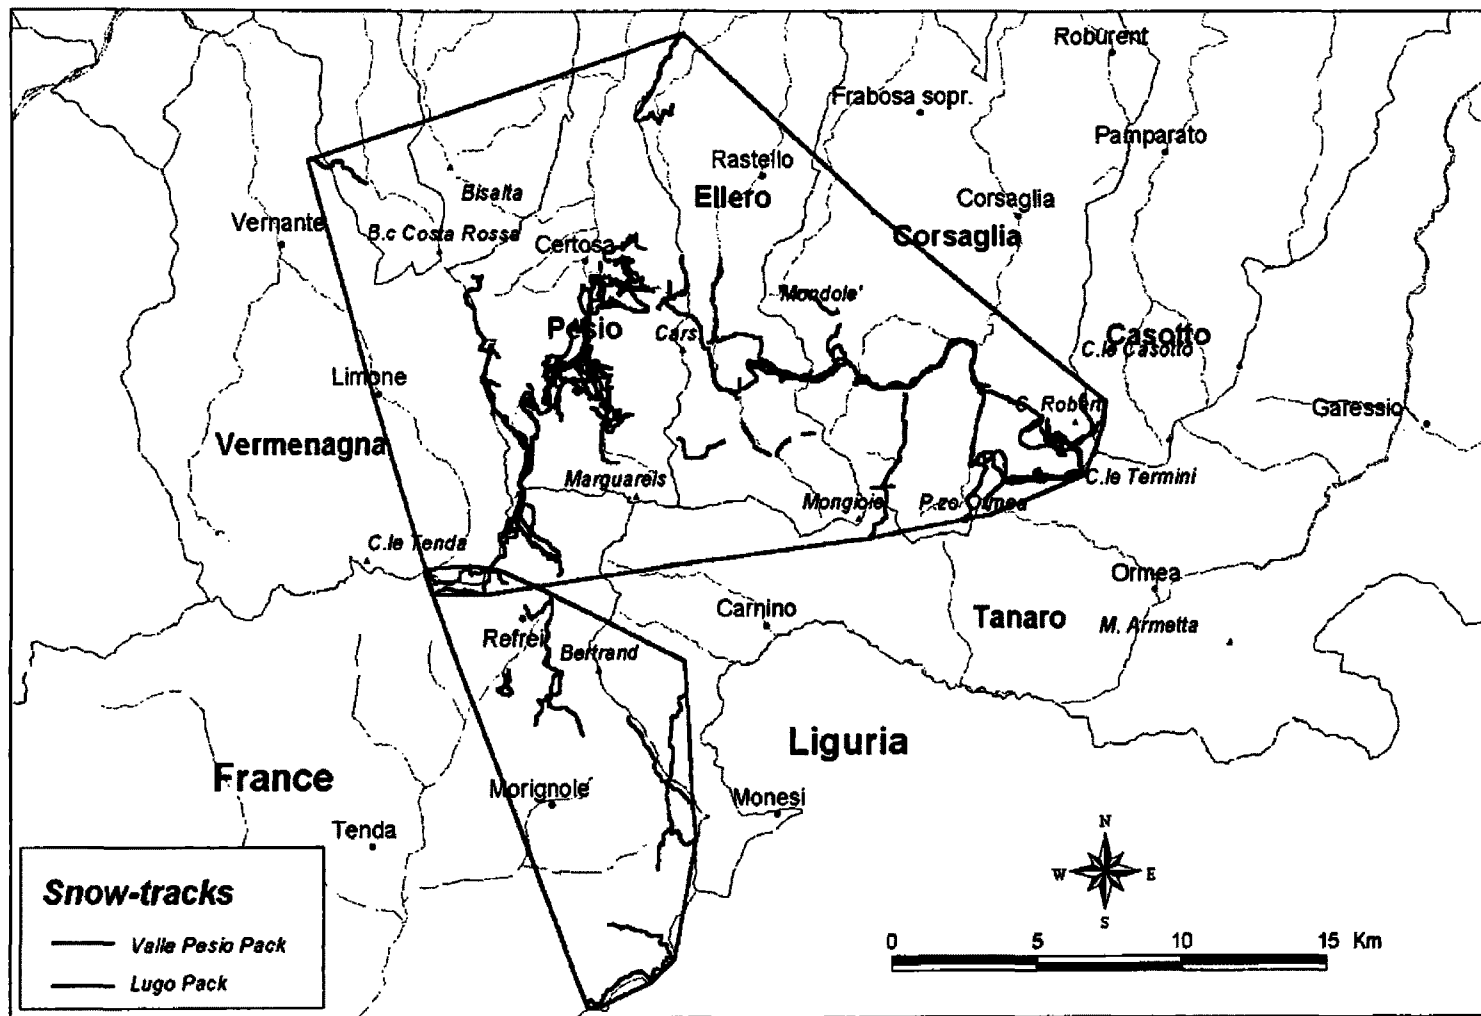 Roburent
Frabosa sopr.
Pamparato
Rastello
Bisalta
Ellero
Corsaglia
Vernante
B.c Costa Rossa
Certosa
Corsaglia
'Mondole'
Pesio
Cars
Casotto
C.le Casotto
Limone
C. Robert
Garessio
Vermenagna
Marguareis
C.le Termini
Mongioie
P.zo Ormea
C.le Tenda
Ormea
Carnino
Tanaro
M. Armetta
Refrei
Bertrand
Liguria
France
Morignole
Monesi
Tenda
N
W E
S
Snow-tracks
Valle Pesio Pack
Lugo Pack
0 5 10 15 Km